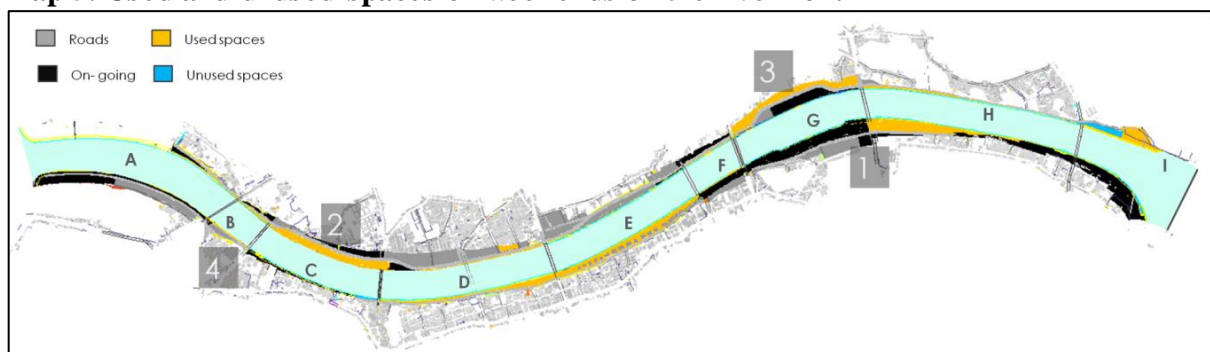 Roads
Used spaces
On- going
Unused spaces
3
H
G
A
I
F
1
2
B
E
4
C
D